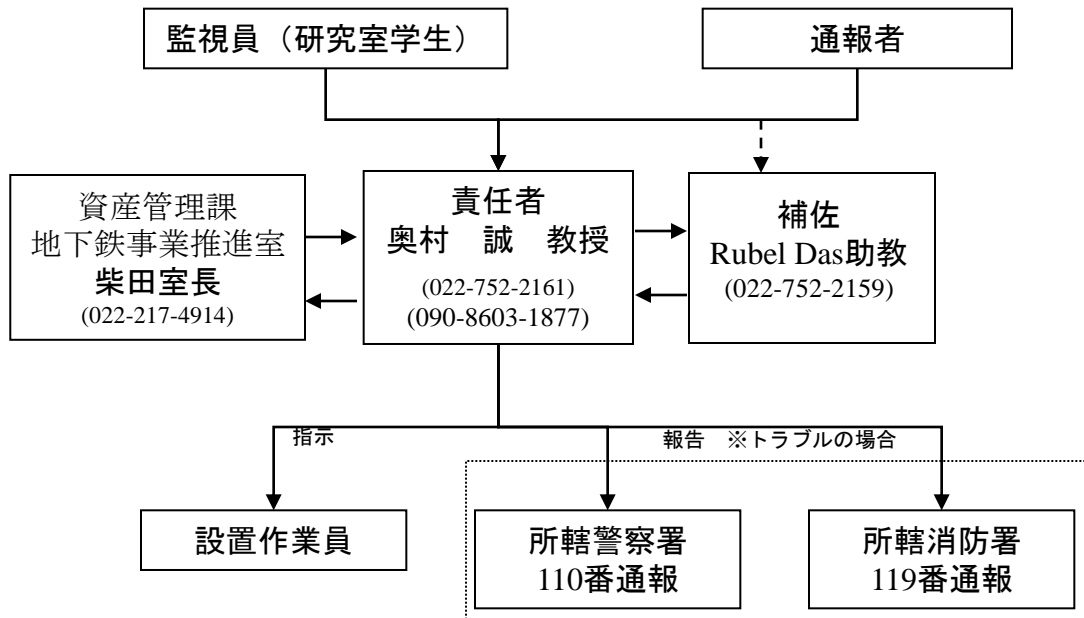 監視員（研究室学生）
通報者
資産管理課
地下鉄事業推進室
柴田室長
(022-217-4914)
責任者
奥村　誠　教授
(022-752-2161)
(090-8603-1877)
補佐
Rubel Das助教
(022-752-2159)
指示
報告　※トラブルの場合
設置作業員
所轄警察署
110番通報
所轄消防署
119番通報